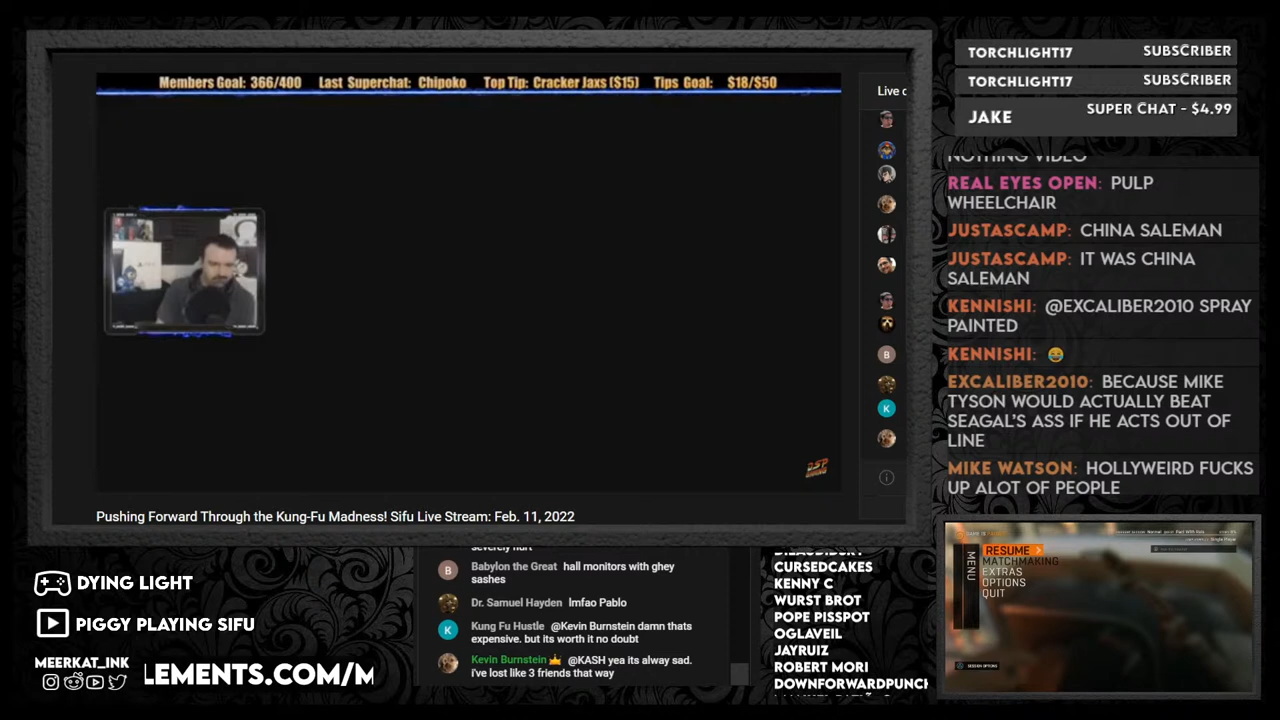 Members Goal: 366/400 Last Superchat: Chipoko Top Tip: Cracker Jaxs ($15) Tips Goal: $18/$50
Live c
B
K
DSP
Pushing Forward Through the Kung-Fu Madness! Sifu Live Stream: Feb. 11, 2022
TORCHLIGHT17 SUBSCRIBER
TORCHLIGHT17 SUBSCRIBER
JAKE SUPER CHAT - $4.99
NOTHING VIDEO
REAL EYES OPEN: PULP
WHEELCHAIR
JUSTASCAMP: CHINA SALEMAN
JUSTASCAMP: IT WAS CHINA
SALEMAN
KENNISHI: @EXCALIBER2010 SPRAY
PAINTED
KENNISHI: 😂
EXCALIBER2010: BECAUSE MIKE
TYSON WOULD ACTUALLY BEAT
SEAGAL'S ASS IF HE ACTS OUT OF
LINE
MIKE WATSON: HOLLYWEIRD FUCKS
UP ALOT OF PEOPLE
DYING LIGHT
PIGGY PLAYING SIFU
MEERKAT_INK
LEMENTS.COM/M
severely hurt
B Babylon the Great hall monitors with ghey
sashes
Dr. Samuel Hayden lmfao Pablo
K Kung Fu Hustle @Kevin Burnstein damn thats
expensive. but its worth it no doubt
Kevin Burnstein @KASH yea its alway sad.
I've lost like 3 friends that way
CURSEDCAKES
KENNY C
WURST BROT
POPE PISSPOT
OGLAVEIL
JAYRUIZ
ROBERT MORI
DOWNFORWARDPUNCH
MENU
RESUME
MATCHMAKING
EXTRAS
OPTIONS
QUIT
SESSION OPTIONS